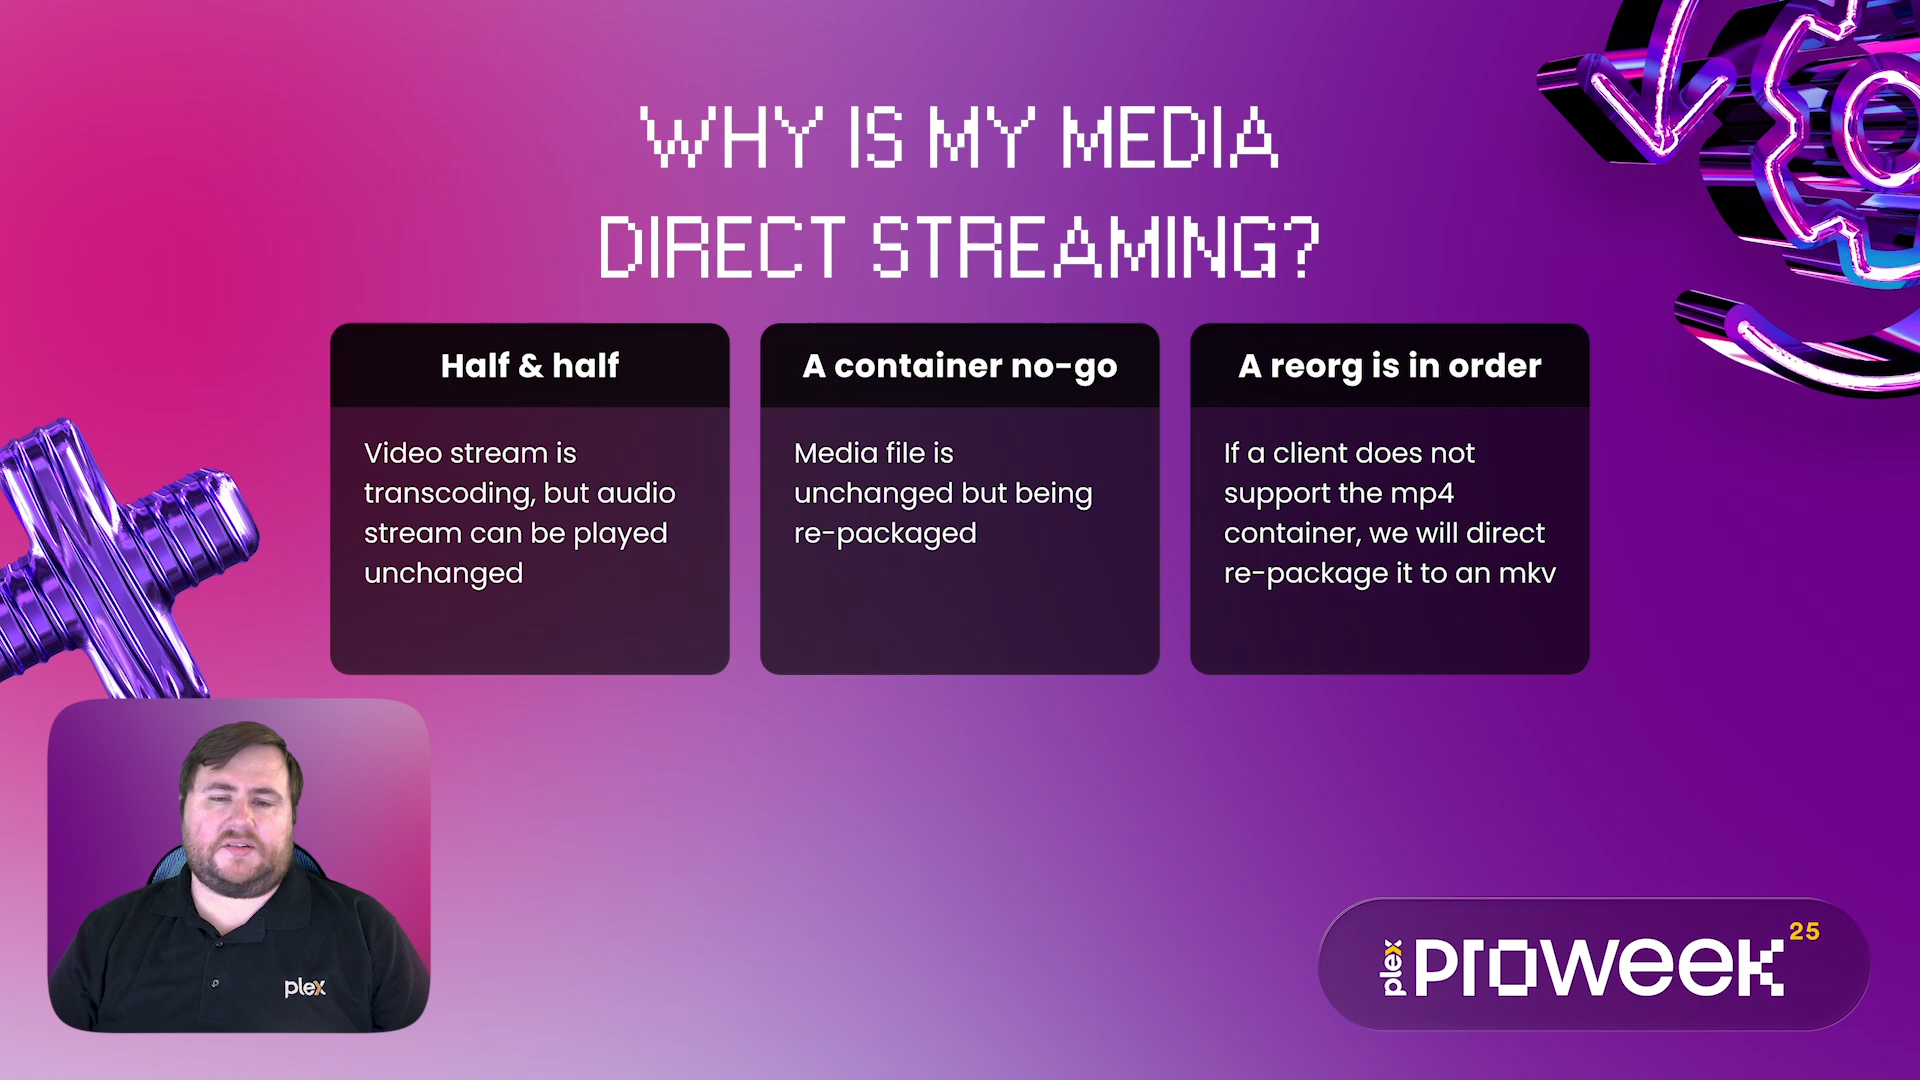 WHY IS MY MEDIA
DIRECT STREAMING?
Half & half
Video stream is
transcoding, but audio
stream can be played
unchanged
A container no-go
Media file is
unchanged but being
re-packaged
A reorg is in order
If a client does not
support the mp4
container, we will direct
re-package it to an mkv
plex
plex proweek 25